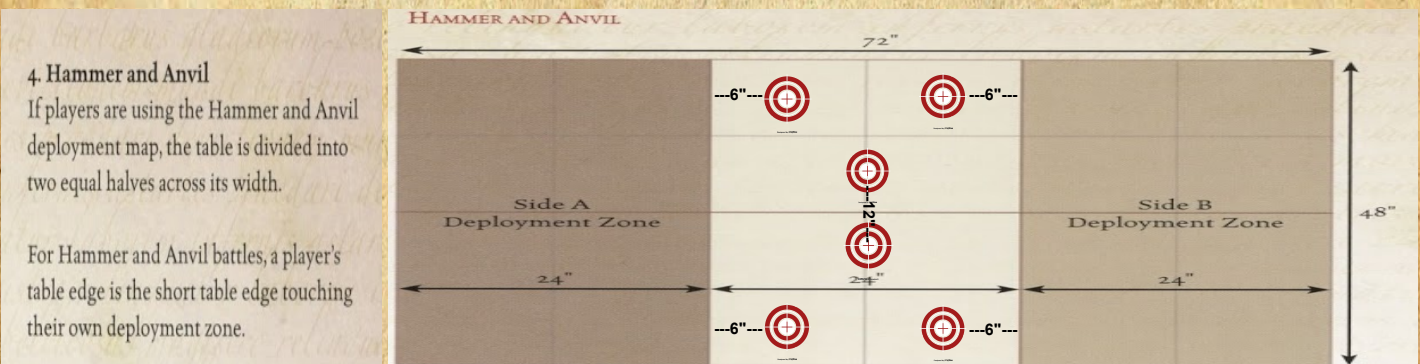 4. Hammer and Anvil
If players are using the Hammer and Anvil
deployment map, the table is divided into
two equal halves across its width.
For Hammer and Anvil battles, a player's
table edge is the short table edge touching
their own deployment zone.
HAMMER AND ANVIL
72"
---6"---
---6"---
---12"---
Side A
Deployment Zone
Side B
Deployment Zone
48"
24"
24"
24"
---6"---
---6"---